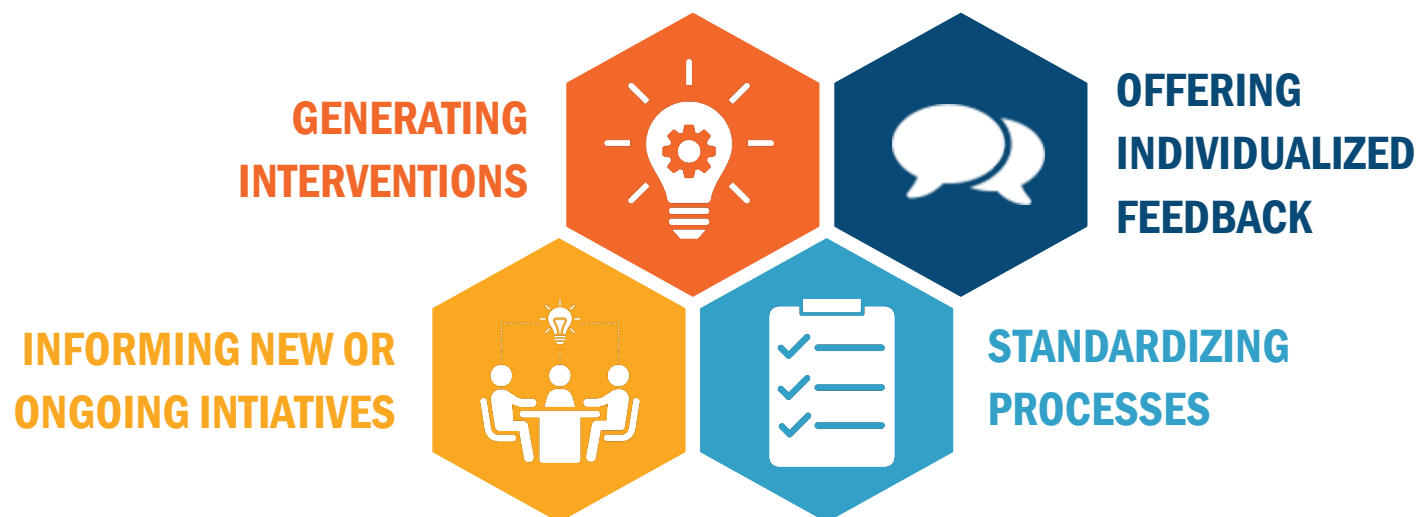 GENERATING
INTERVENTIONS
OFFERING
INDIVIDUALIZED
FEEDBACK
INFORMING NEW OR
ONGOING INTIATIVES
STANDARDIZING
PROCESSES